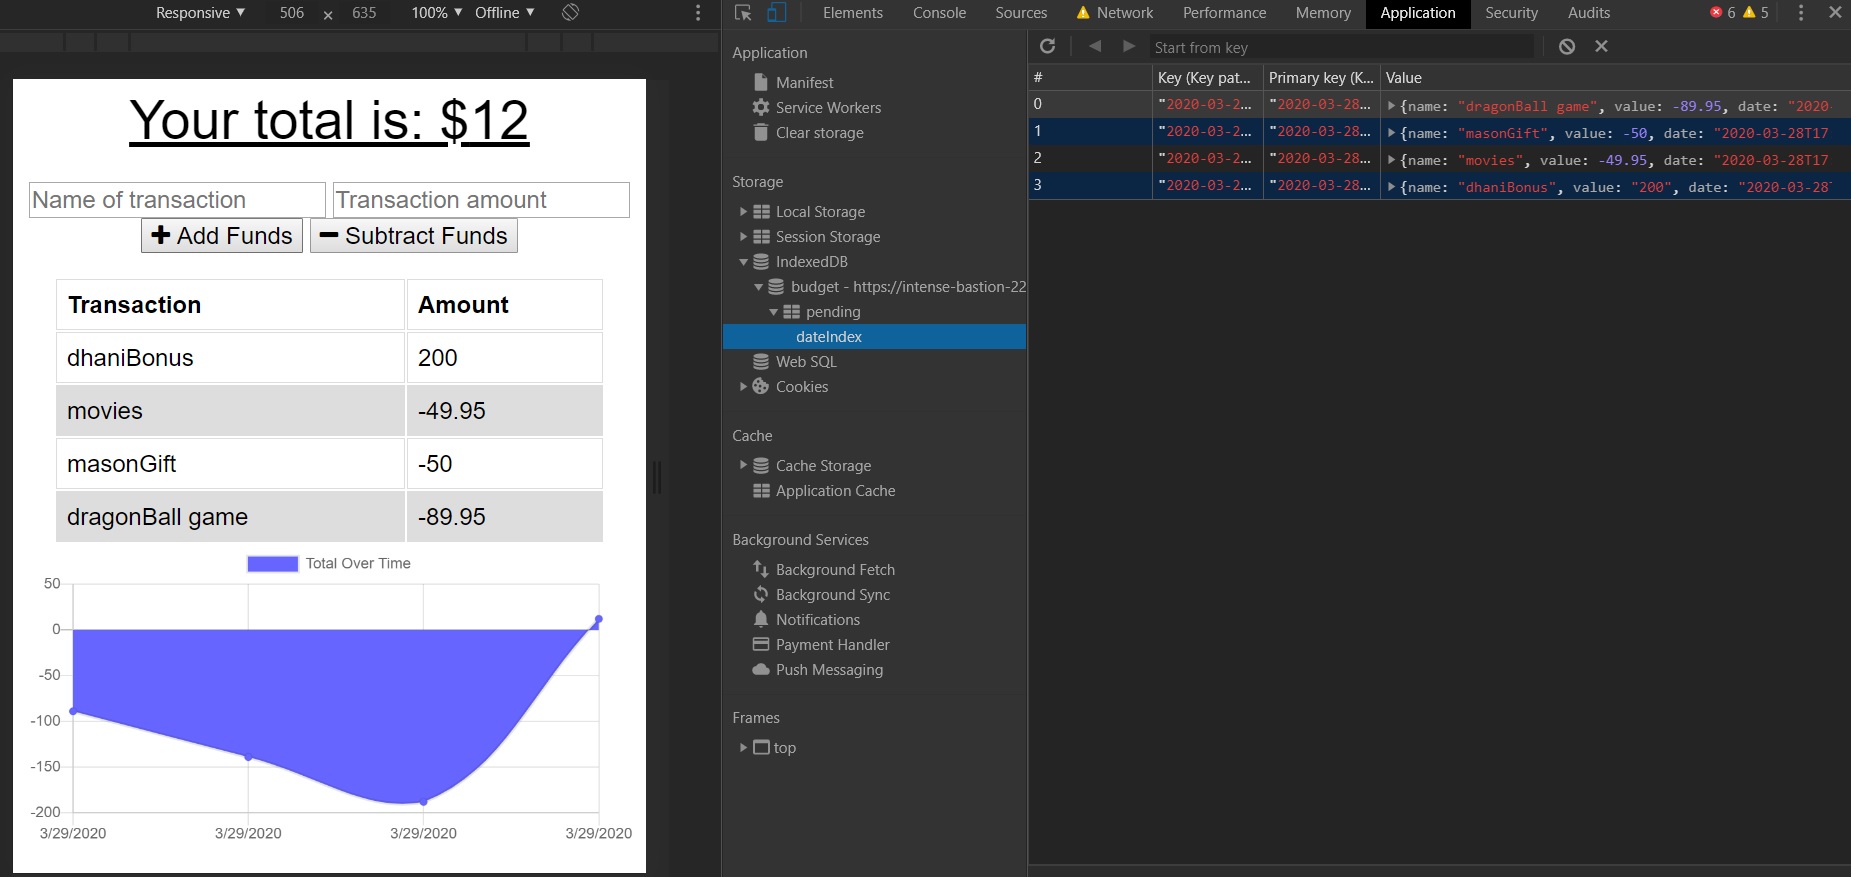 Responsive ▼ 506 × 635 100% ▼ Offline ▼
Your total is: $12
Name of transaction Transaction amount
Add Funds Subtract Funds
Transaction Amount
dhaniBonus 200
movies -49.95
masonGift -50
dragonBall game -89.95
Total Over Time
50
0
-50
-100
-150
-200
3/29/2020 3/29/2020 3/29/2020 3/29/2020
Elements Console Sources Network Performance Memory Application Security Audits 6 5
Application
Manifest
Service Workers
Clear storage
Storage
Local Storage
Session Storage
IndexedDB
budget - https://intense-bastion-22
pending
dateIndex
Web SQL
Cookies
Cache
Cache Storage
Application Cache
Background Services
Background Fetch
Background Sync
Notifications
Payment Handler
Push Messaging
Frames
top
Start from key
# Key (Key pat... Primary key (K... Value
0 "2020-03-2... "2020-03-28... {name: "dragonBall game", value: -89.95, date: "2020-
1 "2020-03-2... "2020-03-28... {name: "masonGift", value: -50, date: "2020-03-28T17
2 "2020-03-2... "2020-03-28... {name: "movies", value: -49.95, date: "2020-03-28T17
3 "2020-03-2... "2020-03-28... {name: "dhaniBonus", value: "200", date: "2020-03-28